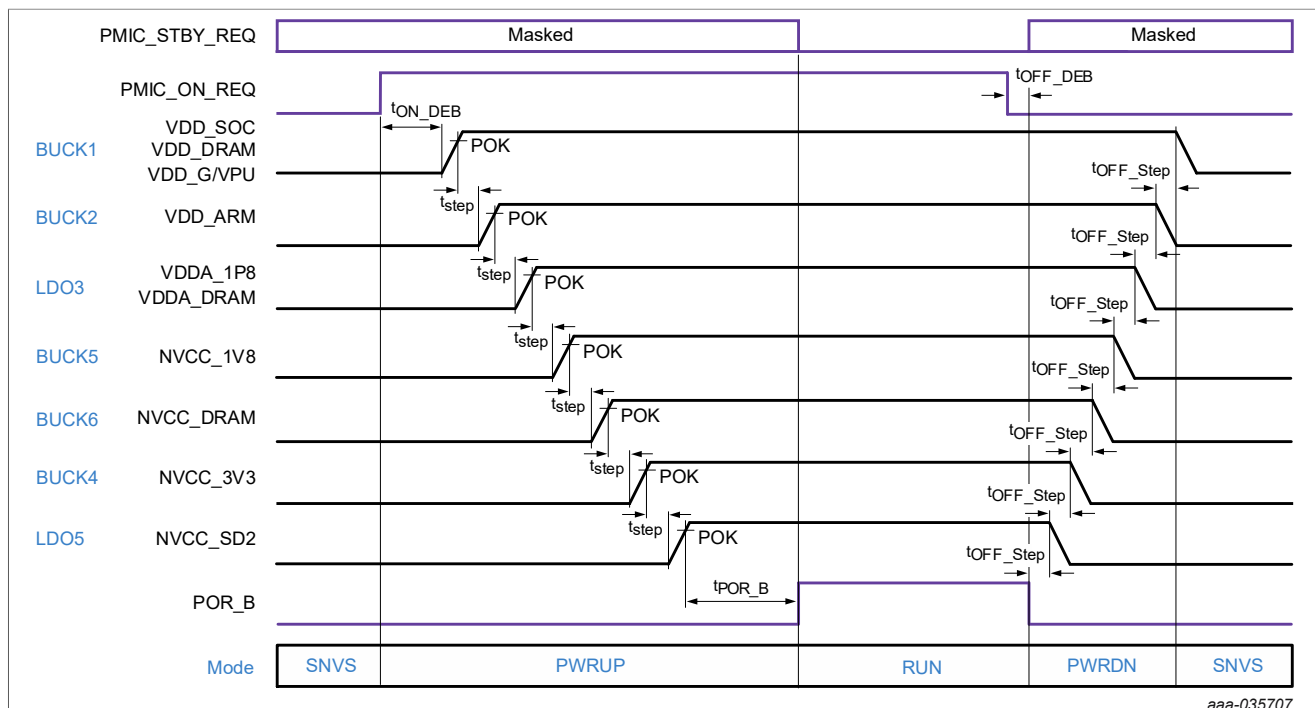 PMIC_STBY_REQ Masked Masked
PMIC_ON_REQ tOFF_DEB
tON_DEB
VDD_SOC
BUCK1 VDD_DRAM POK
VDD_G/VPU tOFF_Step
tstep
BUCK2 VDD_ARM POK
tOFF_Step
tstep
LDO3 VDDA_1P8 POK
VDDA_DRAM
tOFF_Step
tstep
BUCK5 NVCC_1V8 POK
tOFF_Step
tstep
BUCK6 NVCC_DRAM POK
tOFF_Step
tstep
BUCK4 NVCC_3V3 POK
tOFF_Step
tstep
LDO5 NVCC_SD2 POK
tOFF_Step
tPOR_B
POR_B
Mode SNVS PWRUP RUN PWRDN SNVS
aaa-035707